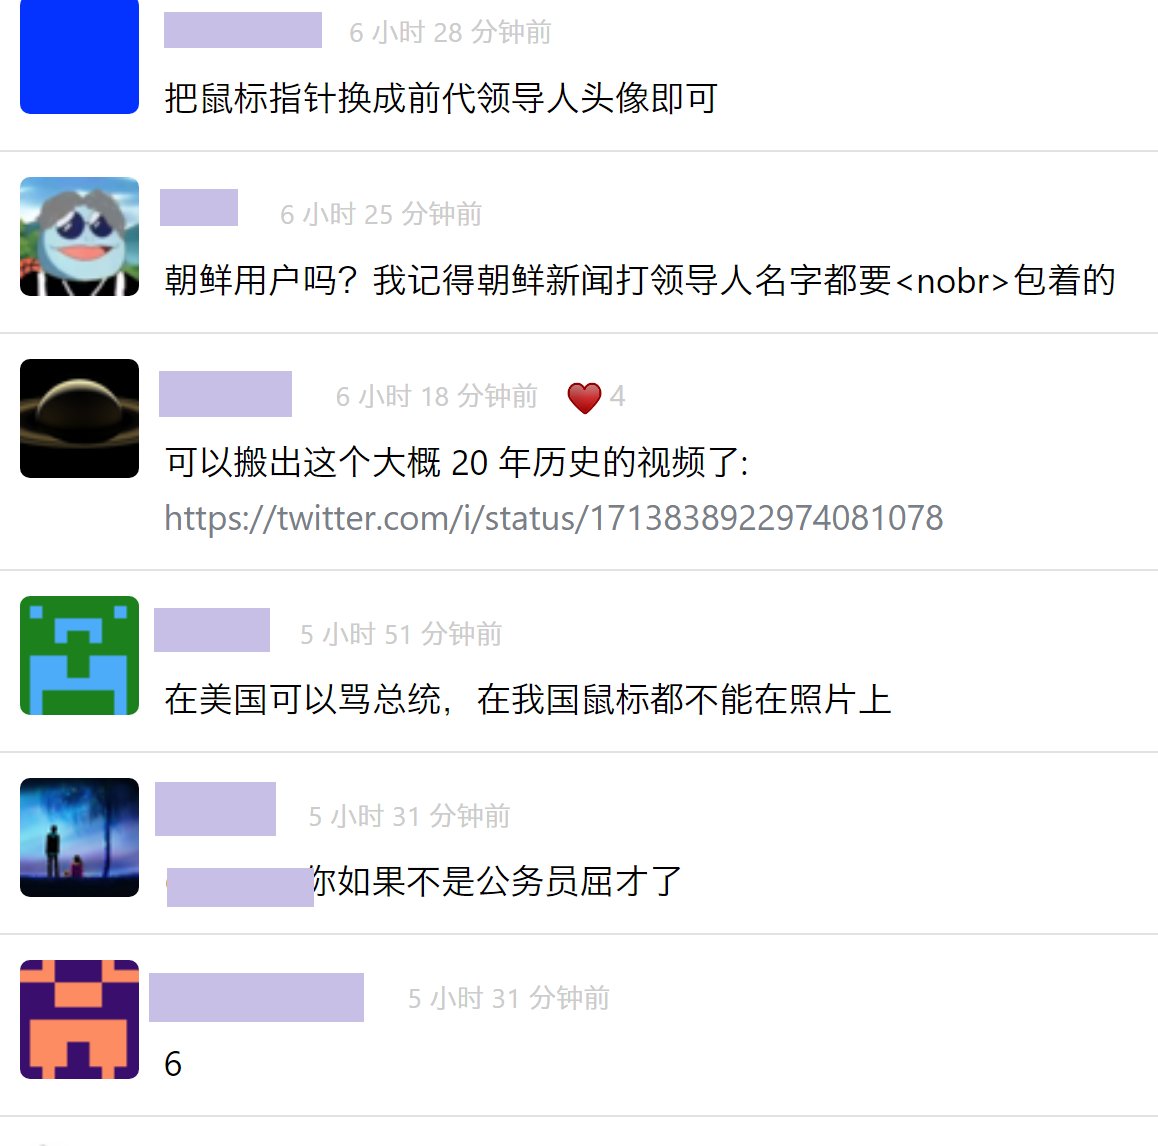 6 小时 28 分钟前
把鼠标指针换成前代领导人头像即可
6 小时 25 分钟前
朝鲜用户吗？我记得朝鲜新闻打领导人名字都要<nobr>包着的
6 小时 18 分钟前 4
可以搬出这个大概 20 年历史的视频了:
https://twitter.com/i/status/1713838922974081078
5 小时 51 分钟前
在美国可以骂总统，在我国鼠标都不能在照片上
5 小时 31 分钟前
你如果不是公务员屈才了
5 小时 31 分钟前
6